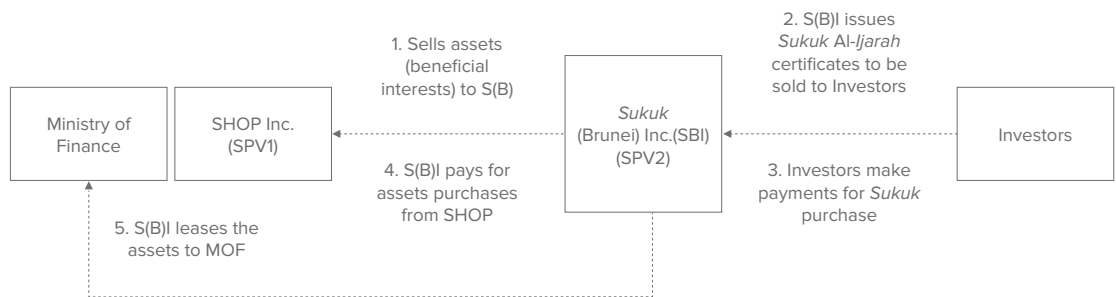 2. S(B)I issues
Sukuk Al-Ijarah
certificates to be
sold to Investors
1. Sells assets
(beneficial
interests) to S(B)
Ministry of
Finance
SHOP Inc.
(SPV1)
Sukuk
(Brunei) Inc.(SBI)
(SPV2)
Investors
4. S(B)I pays for
assets purchases
from SHOP
3. Investors make
payments for Sukuk
purchase
5. S(B)I leases the
assets to MOF